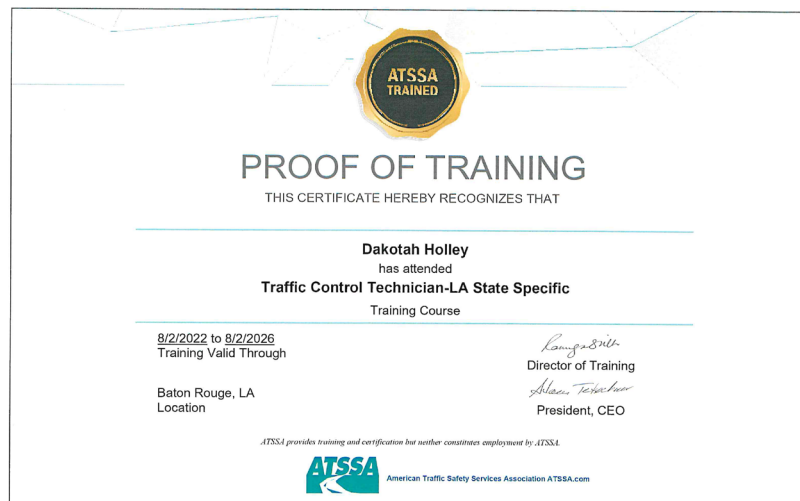 ATSSA
TRAINED
PROOF OF TRAINING
THIS CERTIFICATE HEREBY RECOGNIZES THAT
Dakotah Holley
has attended
Traffic Control Technician-LA State Specific
Training Course
8/2/2022 to 8/2/2026
Training Valid Through
Director of Training
Baton Rouge, LA
Location
President, CEO
ATSSA provides training and certification but neither constitutes employment by ATSSA.
ATSSA
American Traffic Safety Services Association ATSSA.com